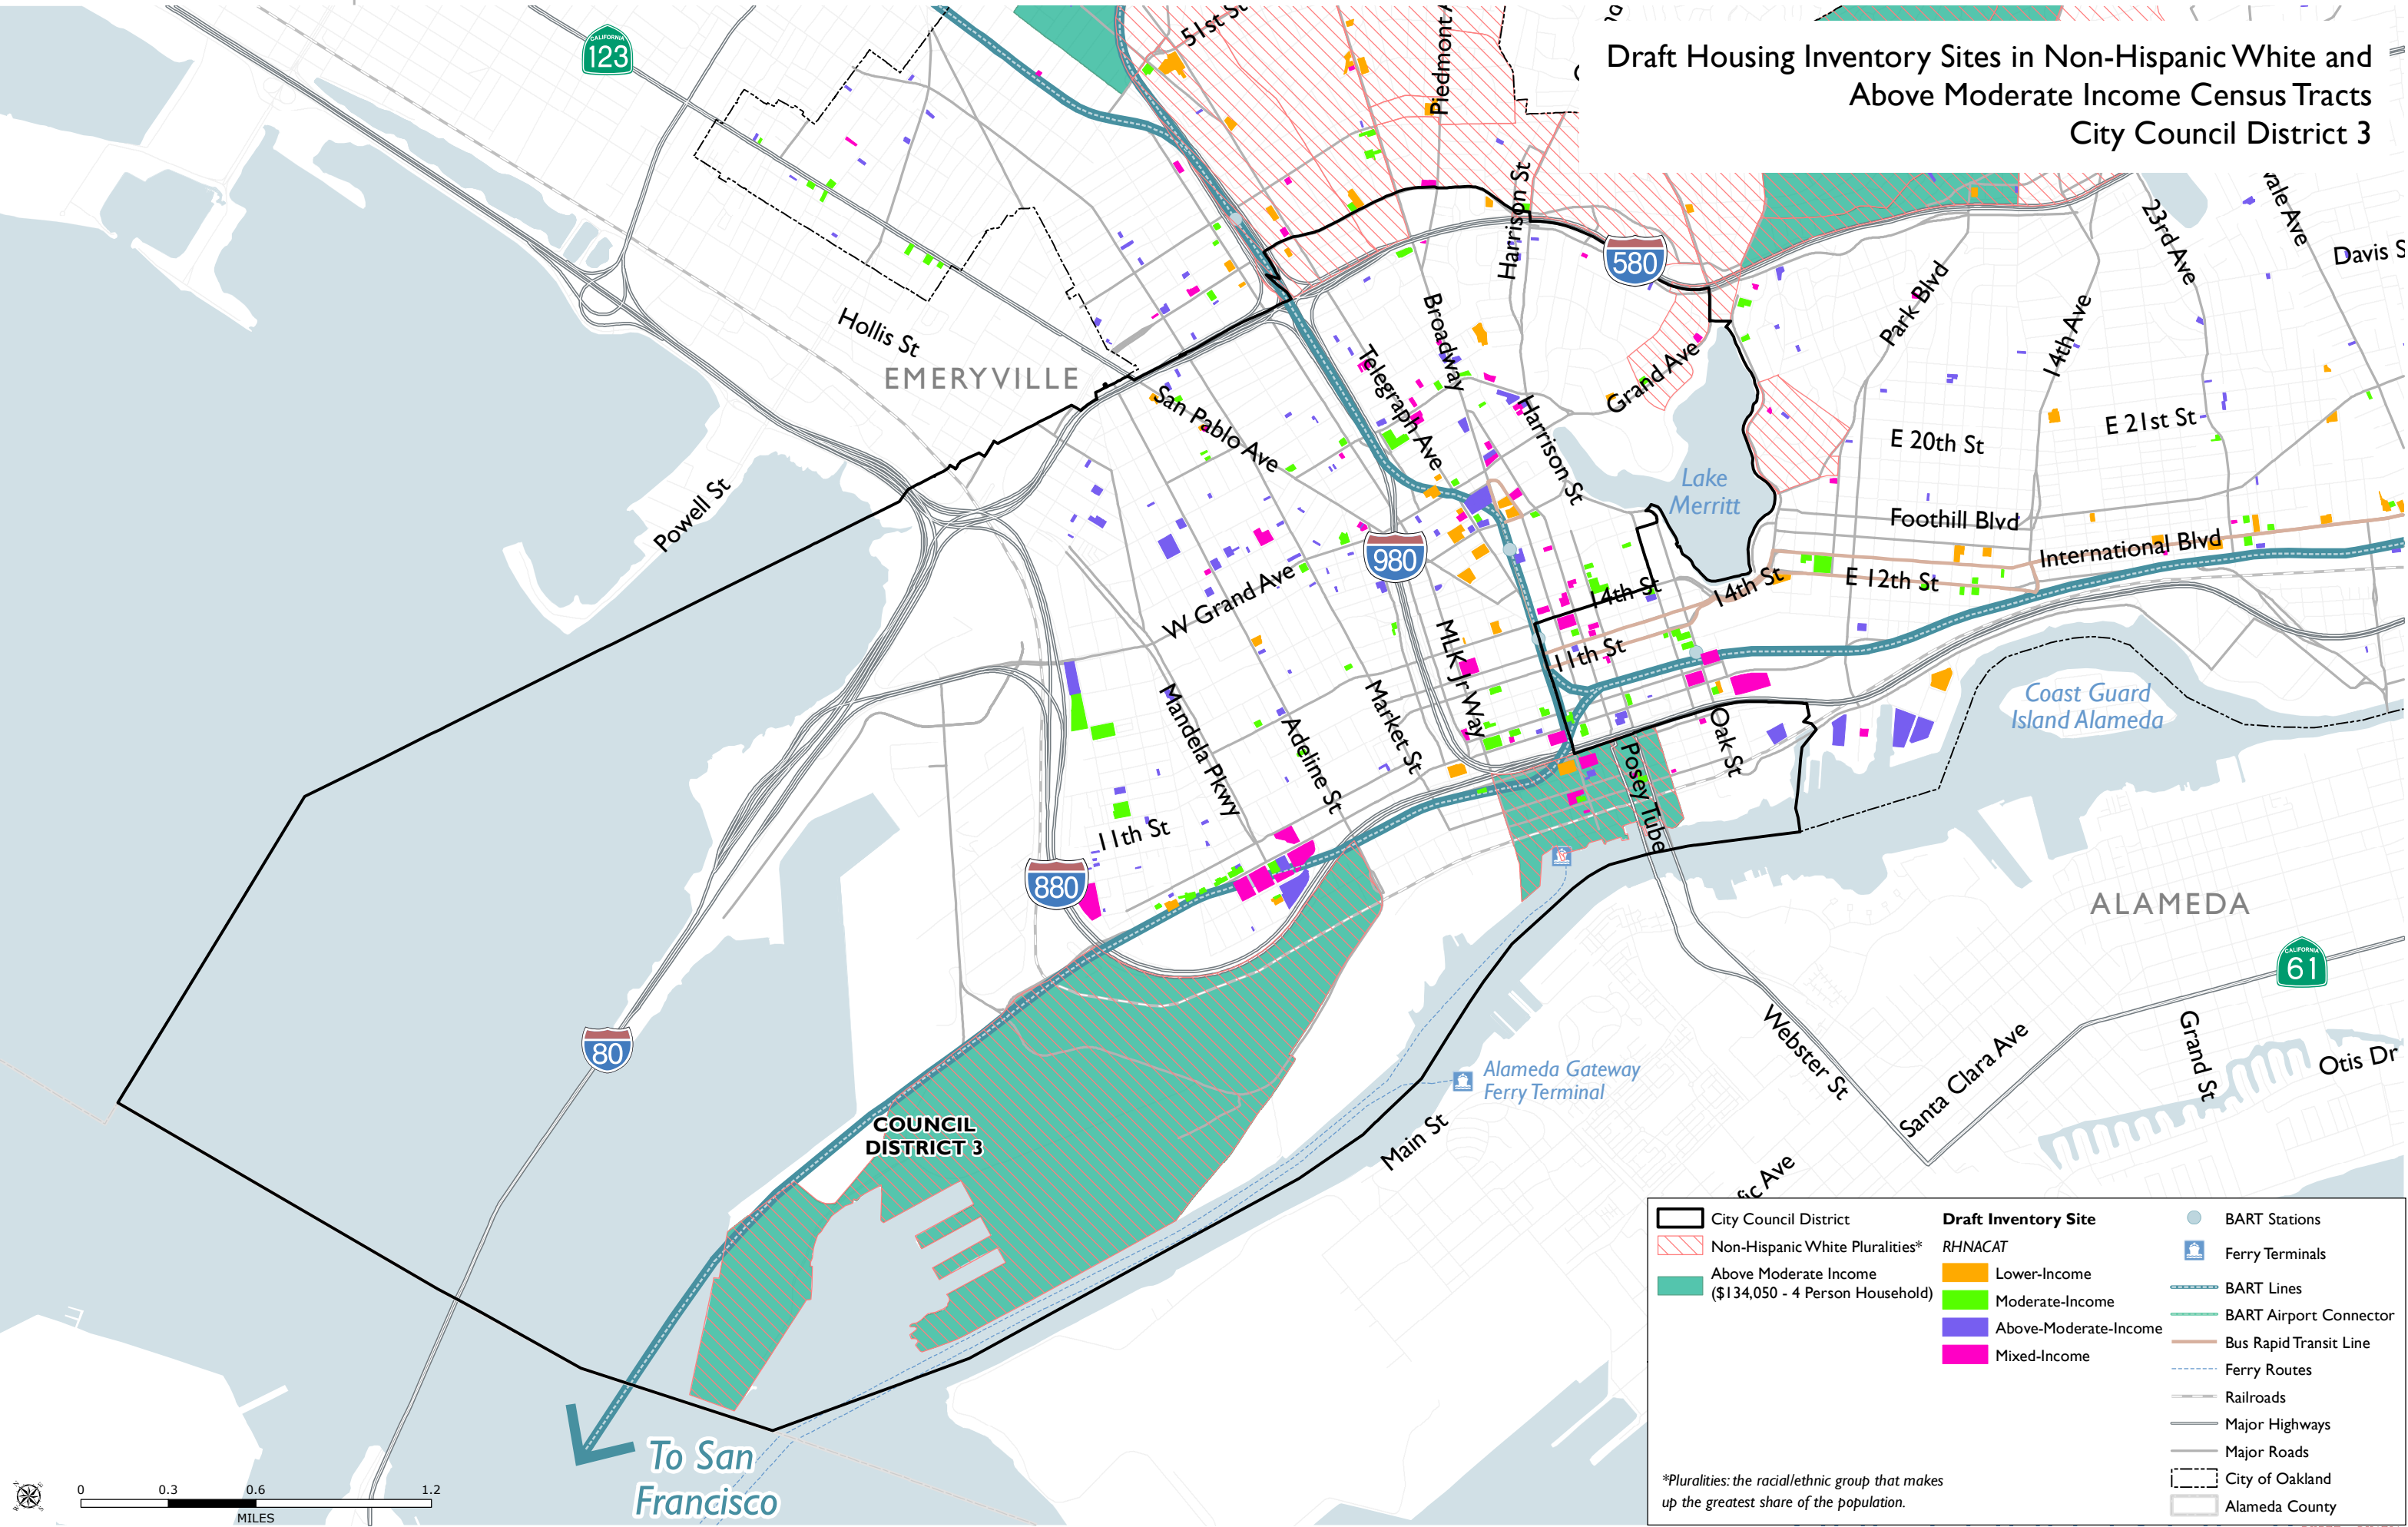 Draft Housing Inventory Sites in Non-Hispanic White and
Above Moderate Income Census Tracts
City Council District 3
CALIFORNIA
123
51st St
Piedmont
Harrison St
580
23rd Ave
Davis S
Park Blvd
14th Ave
Hollis St
EMERYVILLE
Broadway
Telegraph Ave
Grand Ave
San Pablo Ave
Harrison St
E 20th St
E 21st St
Lake
Merritt
Powell St
Foothill Blvd
International Blvd
980
W Grand Ave
14th St
14th St
E 12th St
MLK Jr Way
11th St
Mandela Pkwy
Adeline St
Market St
Oak St
Posey Tube
Coast Guard
Island Alameda
11th St
880
ALAMEDA
CALIFORNIA
61
80
Alameda Gateway
Ferry Terminal
Webster St
Santa Clara Ave
Grand St
Otis Dr
COUNCIL
DISTRICT 3
Main St
fic Ave
To San
Francisco
0 0.3 0.6 1.2
MILES
City Council District
Non-Hispanic White Pluralities*
Above Moderate Income
($134,050 - 4 Person Household)
*Pluralities: the racial/ethnic group that makes
up the greatest share of the population.
Draft Inventory Site
RHNACAT
Lower-Income
Moderate-Income
Above-Moderate-Income
Mixed-Income
BART Stations
Ferry Terminals
BART Lines
BART Airport Connector
Bus Rapid Transit Line
Ferry Routes
Railroads
Major Highways
Major Roads
City of Oakland
Alameda County